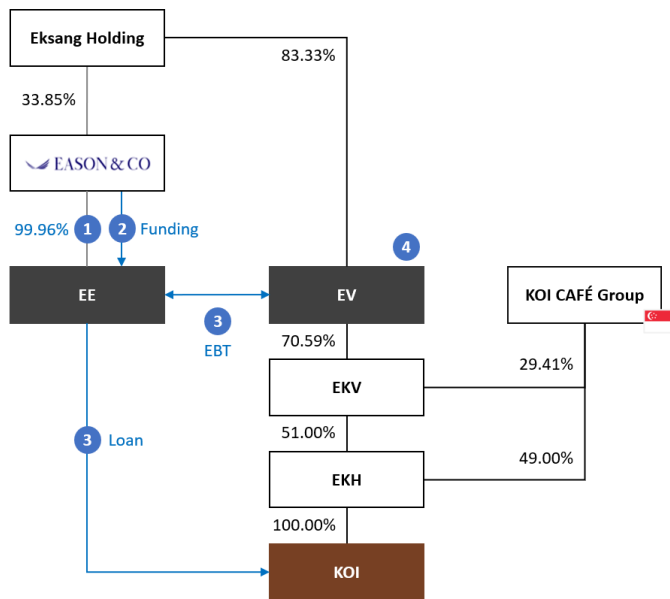 Eksang Holding
83.33%
33.85%
EASON & CO
4
99.96%
1
2
Funding
EE
EV
KOI CAFÉ Group
3
EBT
70.59%
29.41%
EKV
51.00%
3
Loan
49.00%
EKH
100.00%
KOI